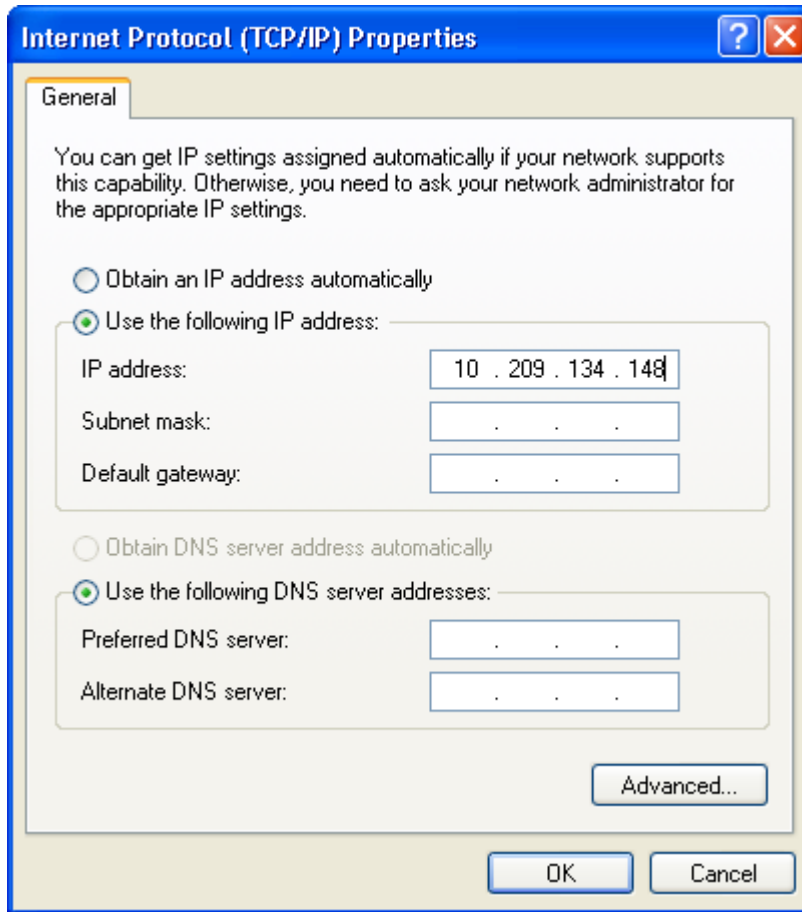 Internet Protocol (TCP/IP) Properties
General
You can get IP settings assigned automatically if your network supports
this capability. Otherwise, you need to ask your network administrator for
the appropriate IP settings.
Obtain an IP address automatically
Use the following IP address:
IP address: 10 . 209 . 134 . 148
Subnet mask: . . .
Default gateway: . . .
Obtain DNS server address automatically
Use the following DNS server addresses:
Preferred DNS server: . . .
Alternate DNS server: . . .
Advanced...
OK Cancel